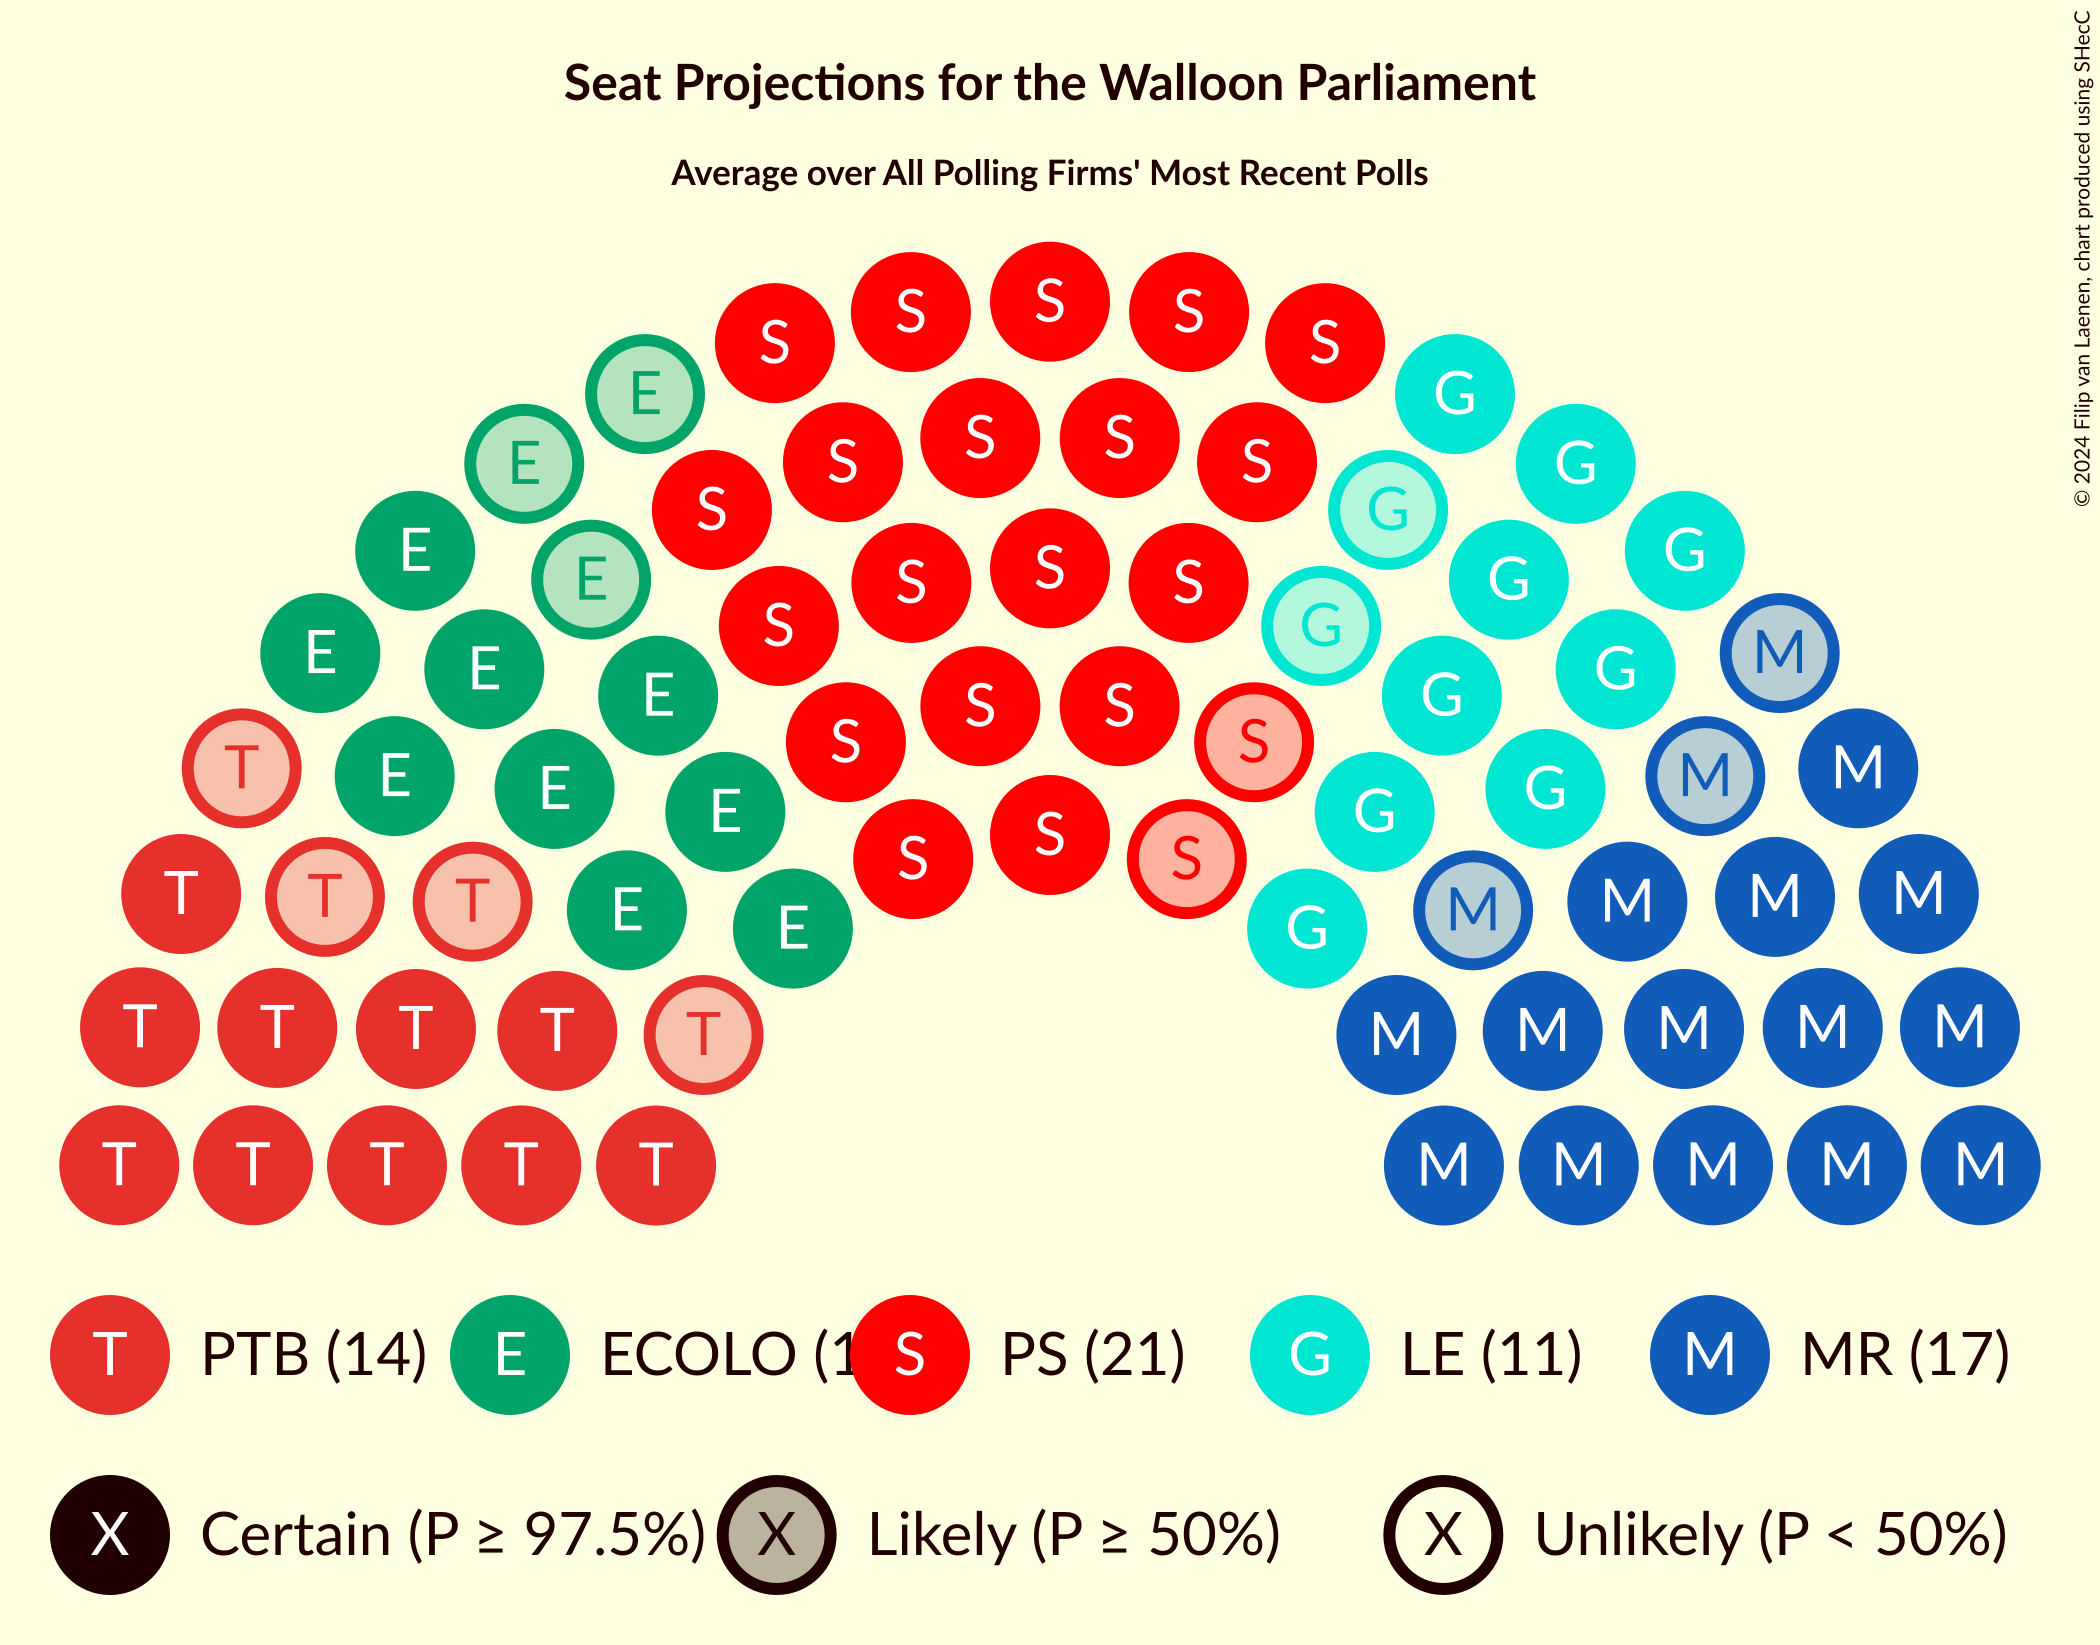 Seat Projections for the Walloon Parliament
Average over All Polling Firms' Most Recent Polls
© 2024 Filip van Laenen, chart produced using SHecC
S S S S S
E S S S S G
E S S G G
E E S S S G G
E E E S S G G G M
T E E E S S S S G G M M
T T T E E S S S G M M M M
T T T T T M M M M M
T T T T T M M M M M
T PTB (14) E ECOLO (1 S PS (21) G LE (11) M MR (17)
X Certain (P ≥ 97.5%) X Likely (P ≥ 50%) X Unlikely (P < 50%)